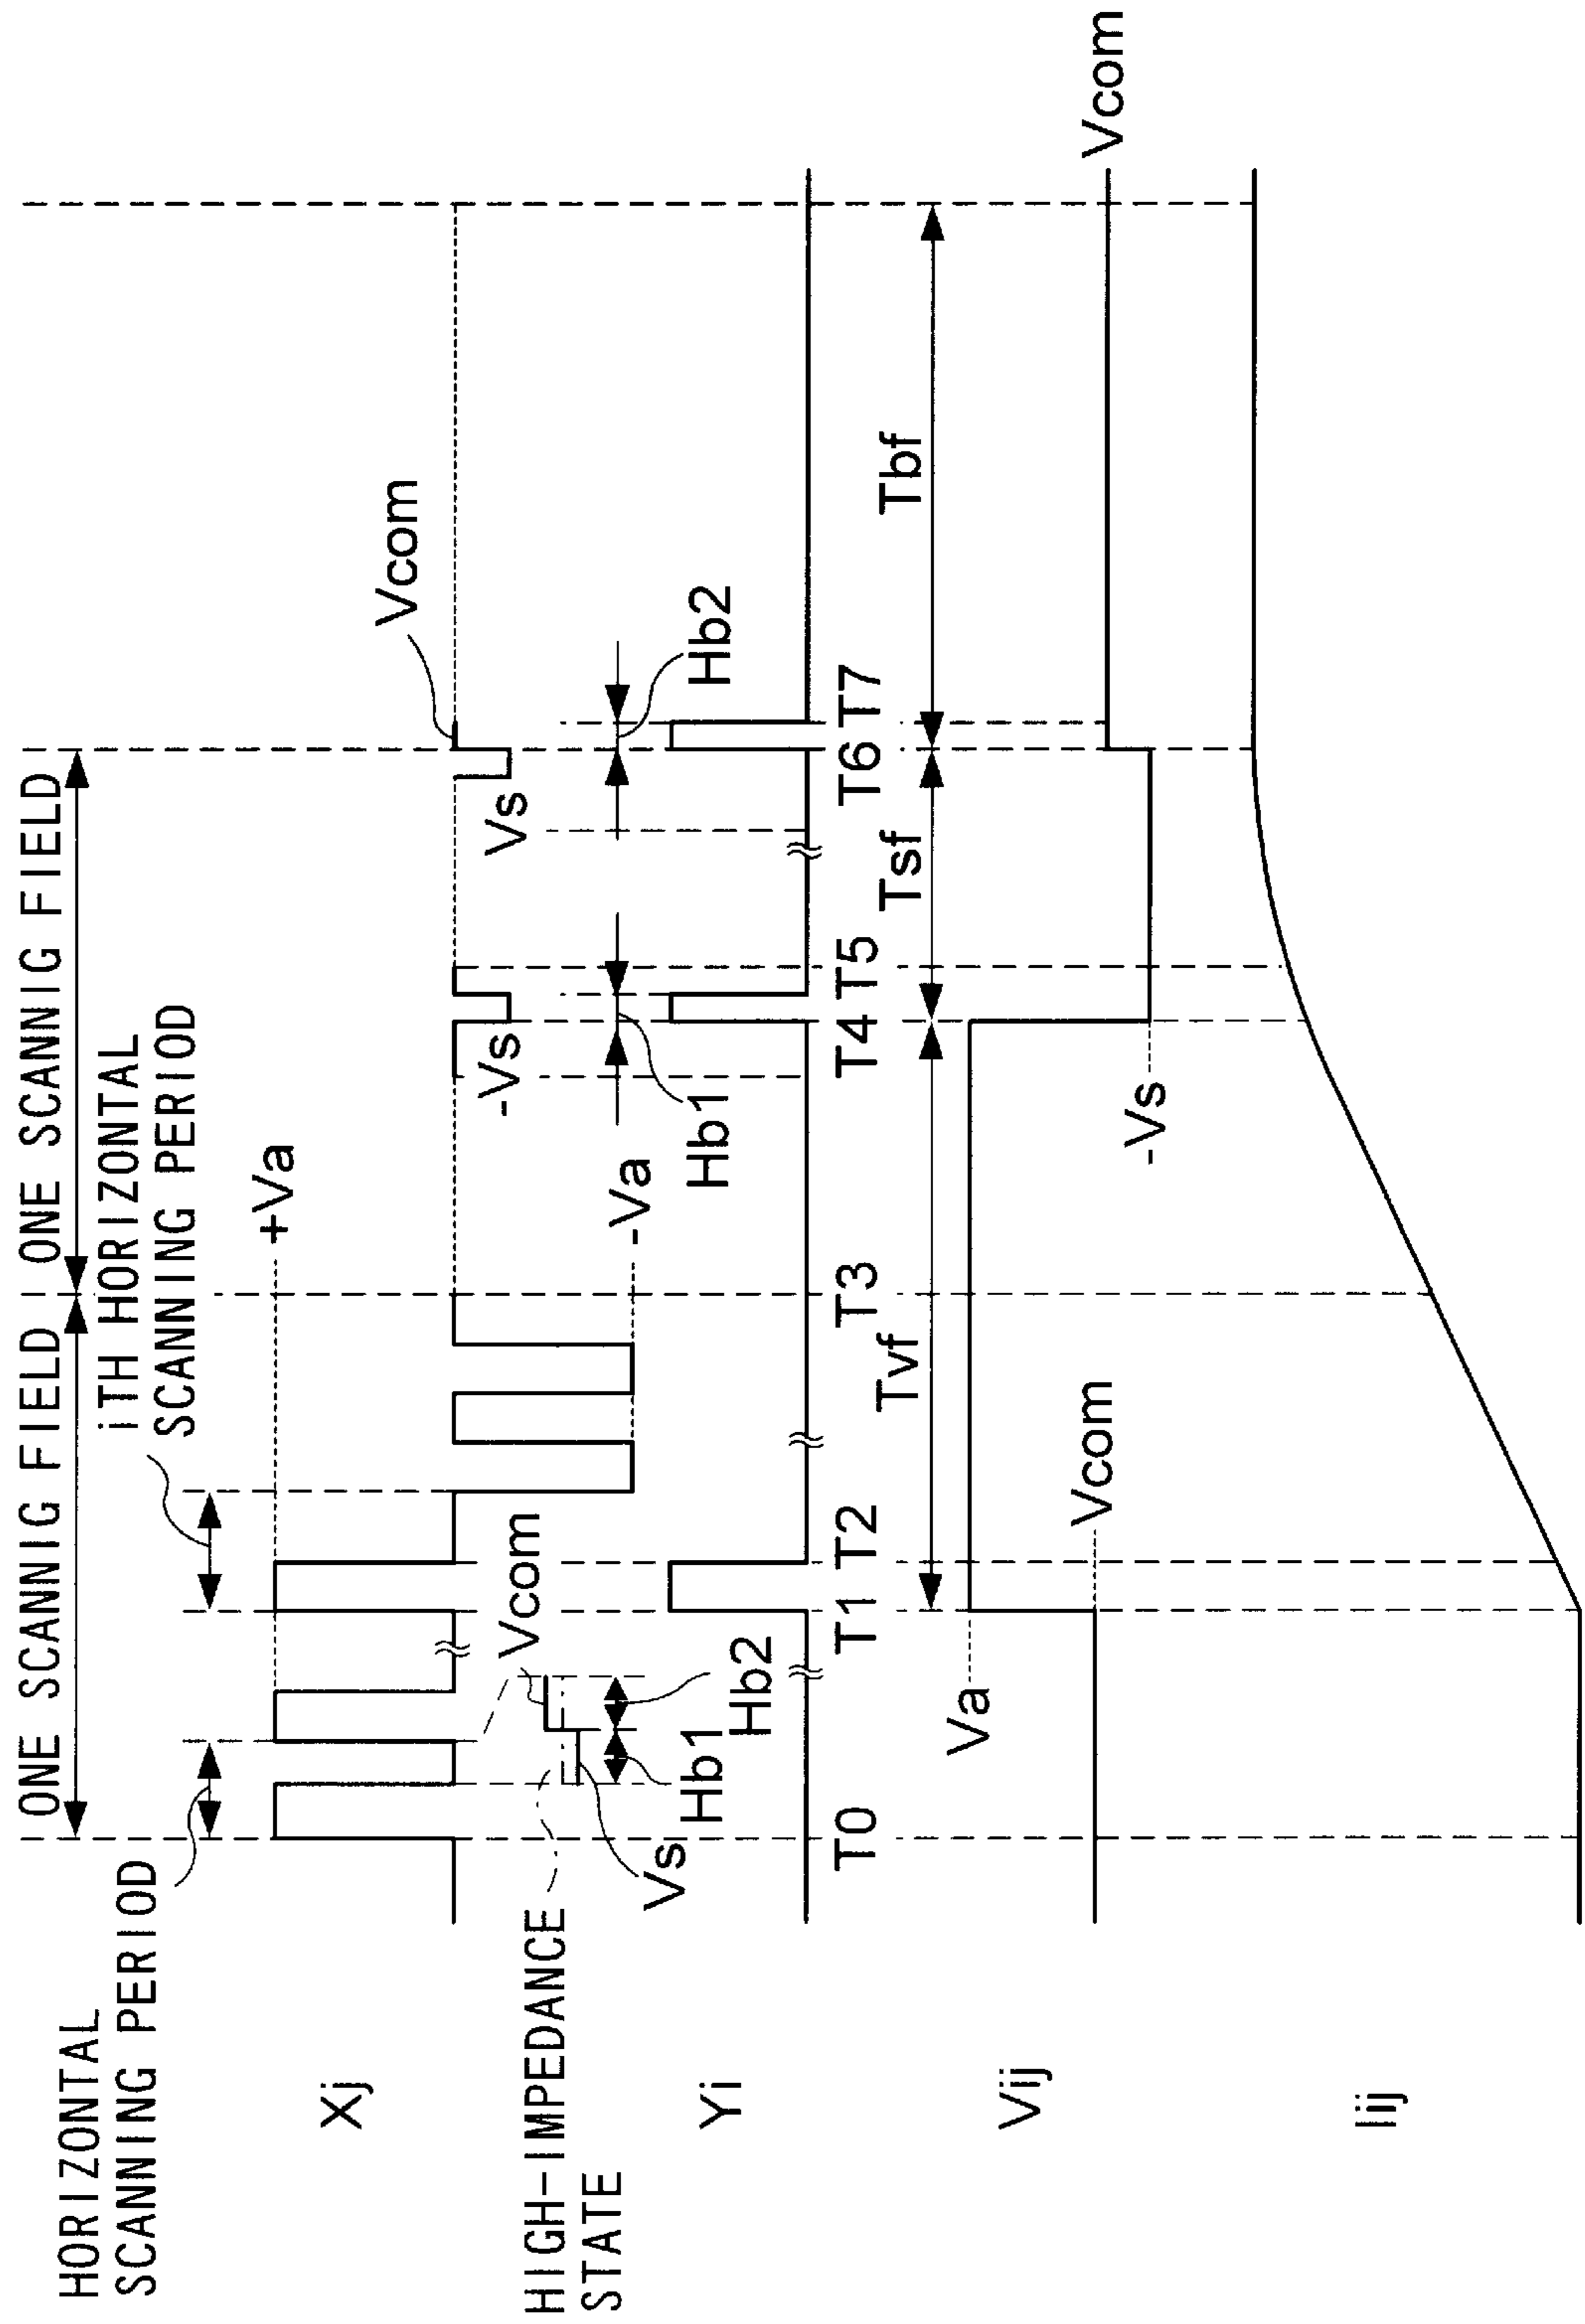 ONE SCANNIG FIELD
ONE SCANNIG FIELD
HORIZONTAL
SCANNING PERIOD
iTH HORIZONTAL
SCANNING PERIOD
+Va
Xj
Vcom
-Vs
Vs
-Va
HIGH-IMPEDANCE
STATE
Vcom
Vs
Hb1
Hb2
Hb1
Hb2
Yi
T0
T1
T2
T3
T4
T5
T6
T7
Tvf
Tsf
Tbf
Va
Vij
Vcom
-Vs
Vcom
Iij